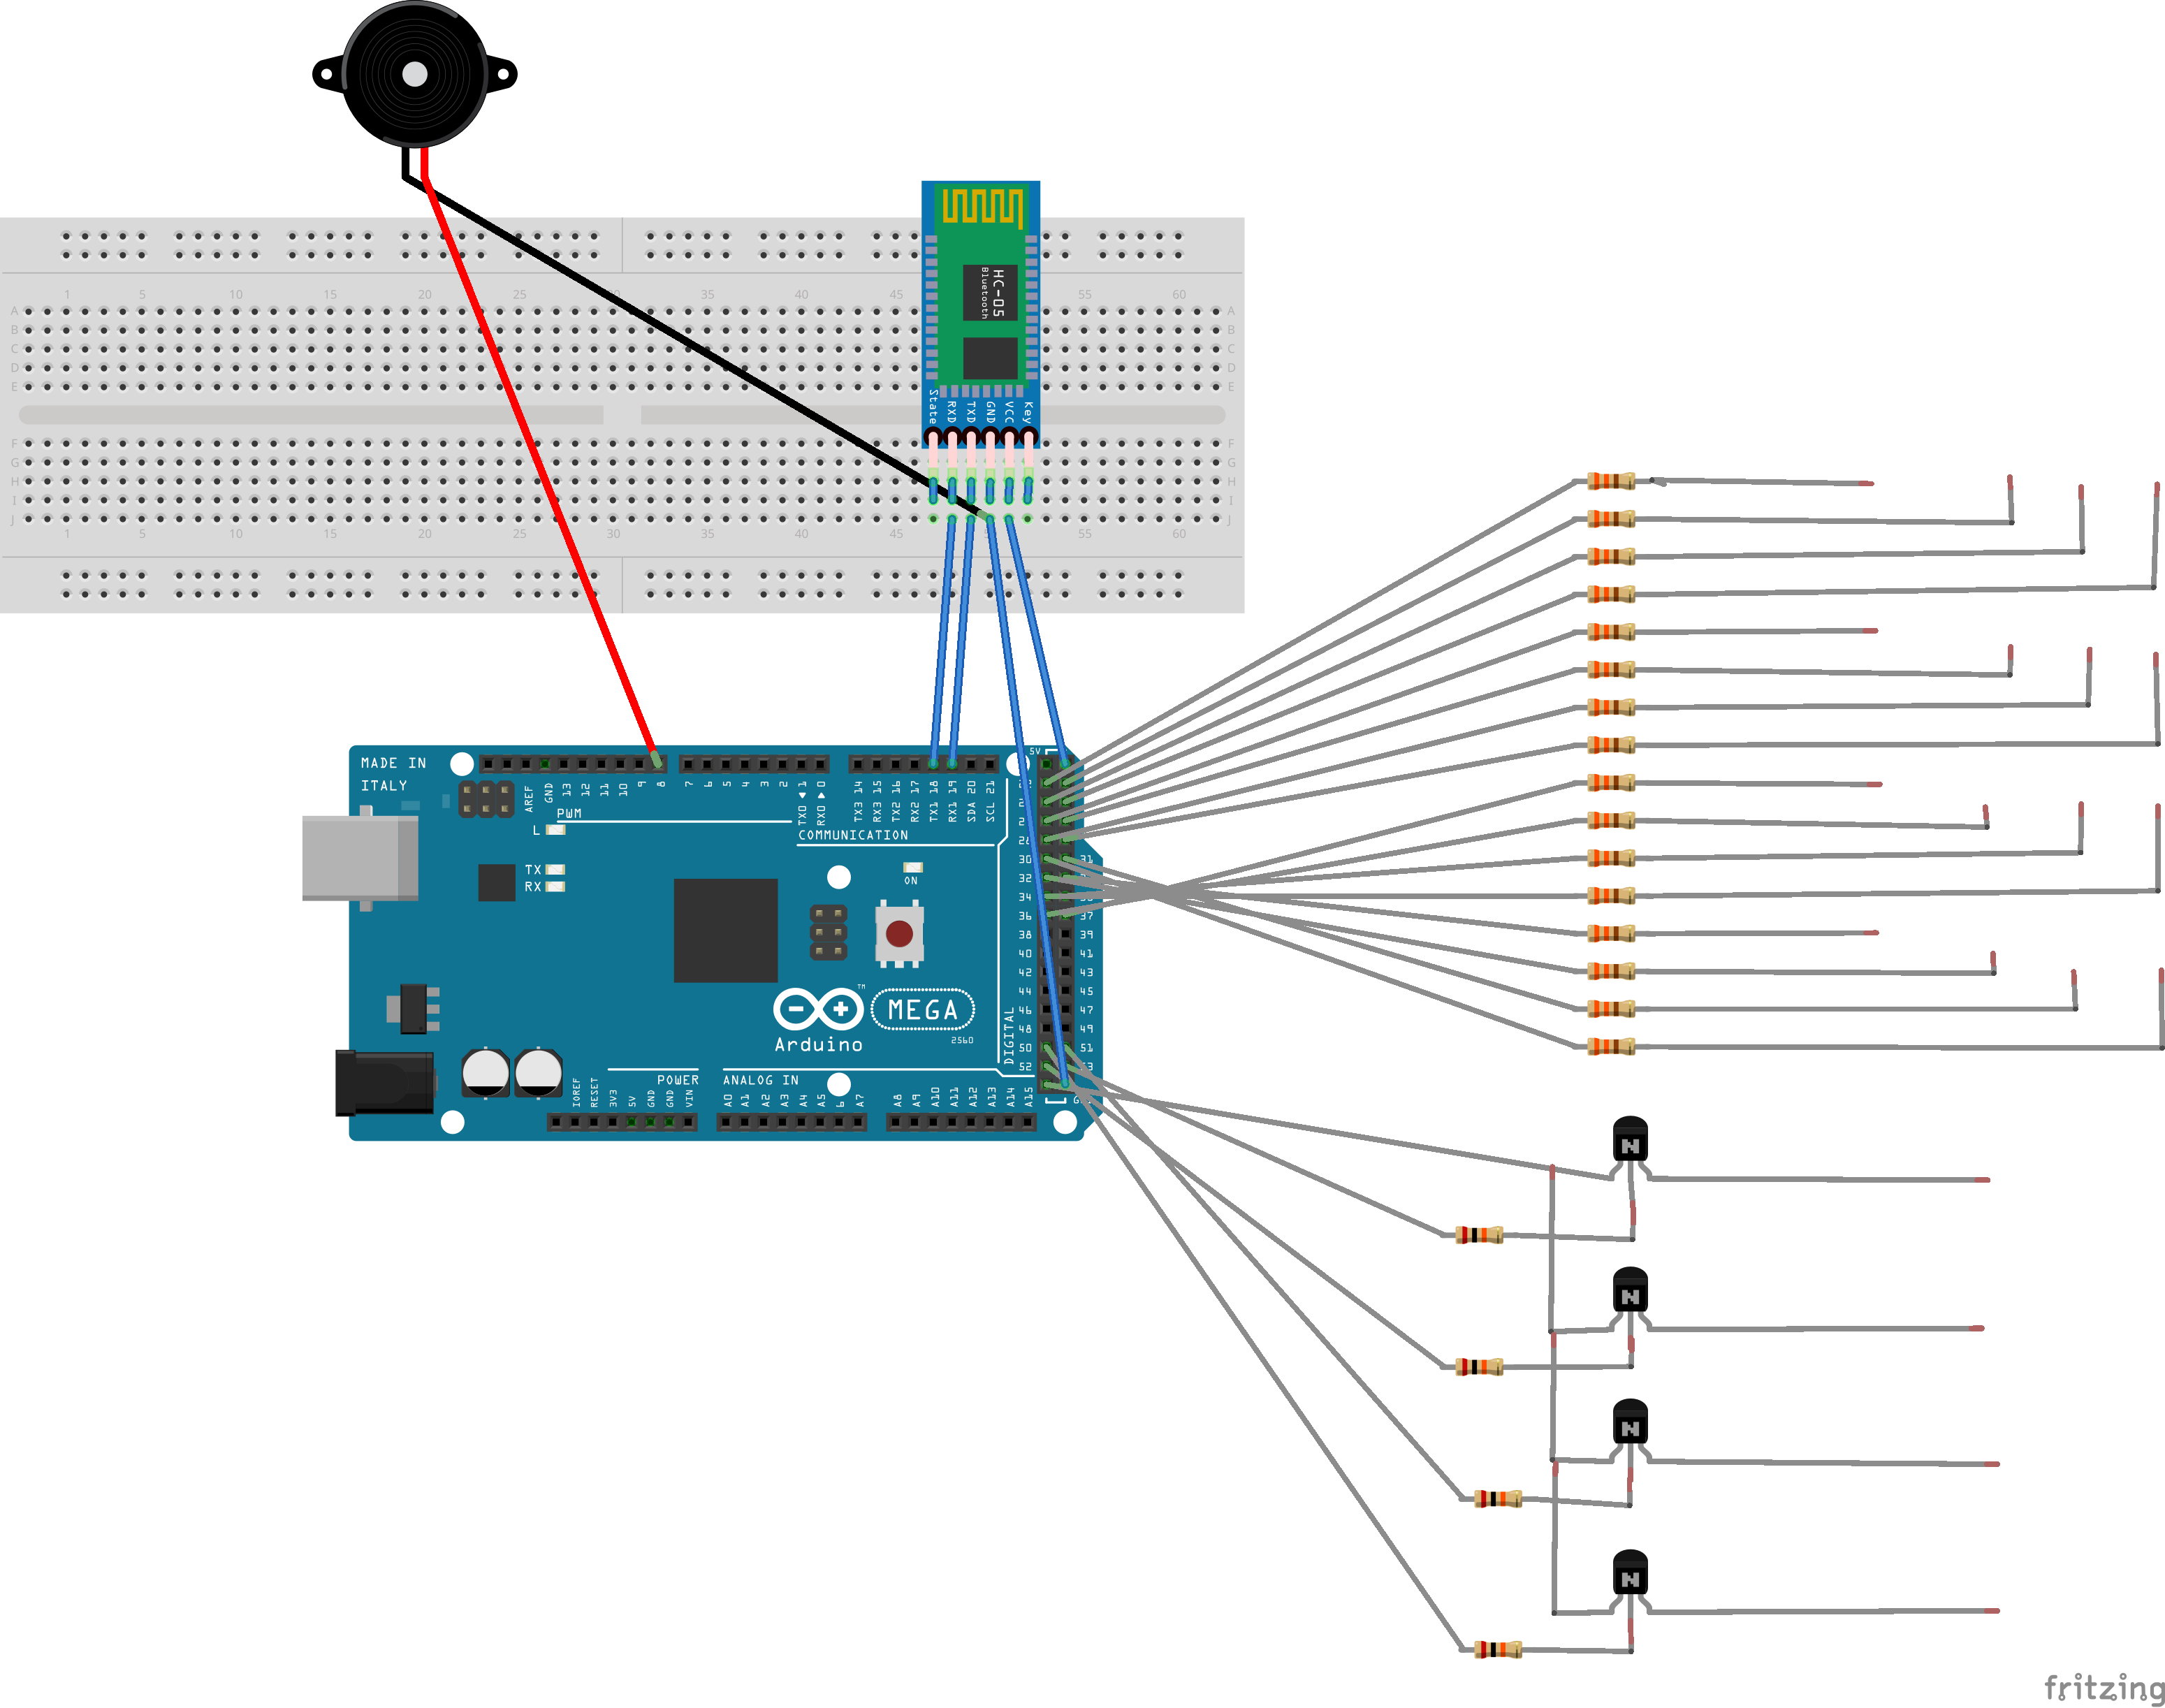 HC-05
Bluetooth
State RXD TXD GND VCC Key
1 5 10 15 20 25 30 35 40 45 55 60
A A
B B
C C
D D
E E
F F
G G
H H
I I
J J
1 5 10 15 20 25 30 35 40 45 55 60
MADE IN
ITALY
AREF GND 13 12 11 10 9 8 7 6 5 4 3 2 TX0 1 RX0 0 TX3 14 RX3 15 TX2 16 RX2 17 TX1 18 RX1 19 SDA 20 SCL 21
5V
PWM
COMMUNICATION
L
TX
RX
ON
30 31
32
34
36 37
38 39
40 41
42 43
44 45
46 47
48 49
50 51
52
DIGITAL
TM
MEGA
Arduino
2560
POWER
ANALOG IN
IOREF RESET 3V3 5V GND GND VIN A0 A1 A2 A3 A4 A5 6 A7 A8 A9 A10 A11 A12 A13 A14 A15
N
N
N
N
fritzing